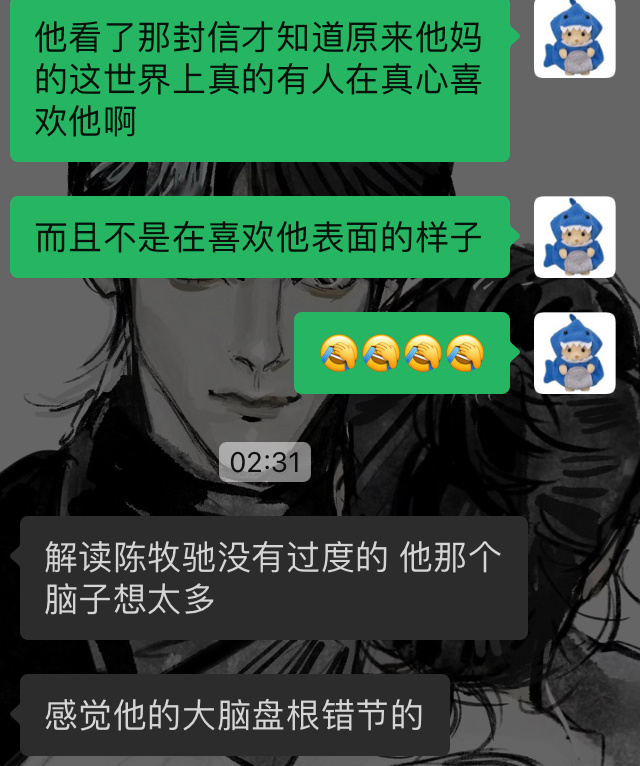 他看了那封信才知道原来他妈
的这世界上真的有人在真心喜
欢他啊
而且不是在喜欢他表面的样子
🤣🤣🤣🤣
02:31
解读陈牧驰没有过度的 他那个
脑子想太多
感觉他的大脑盘根错节的